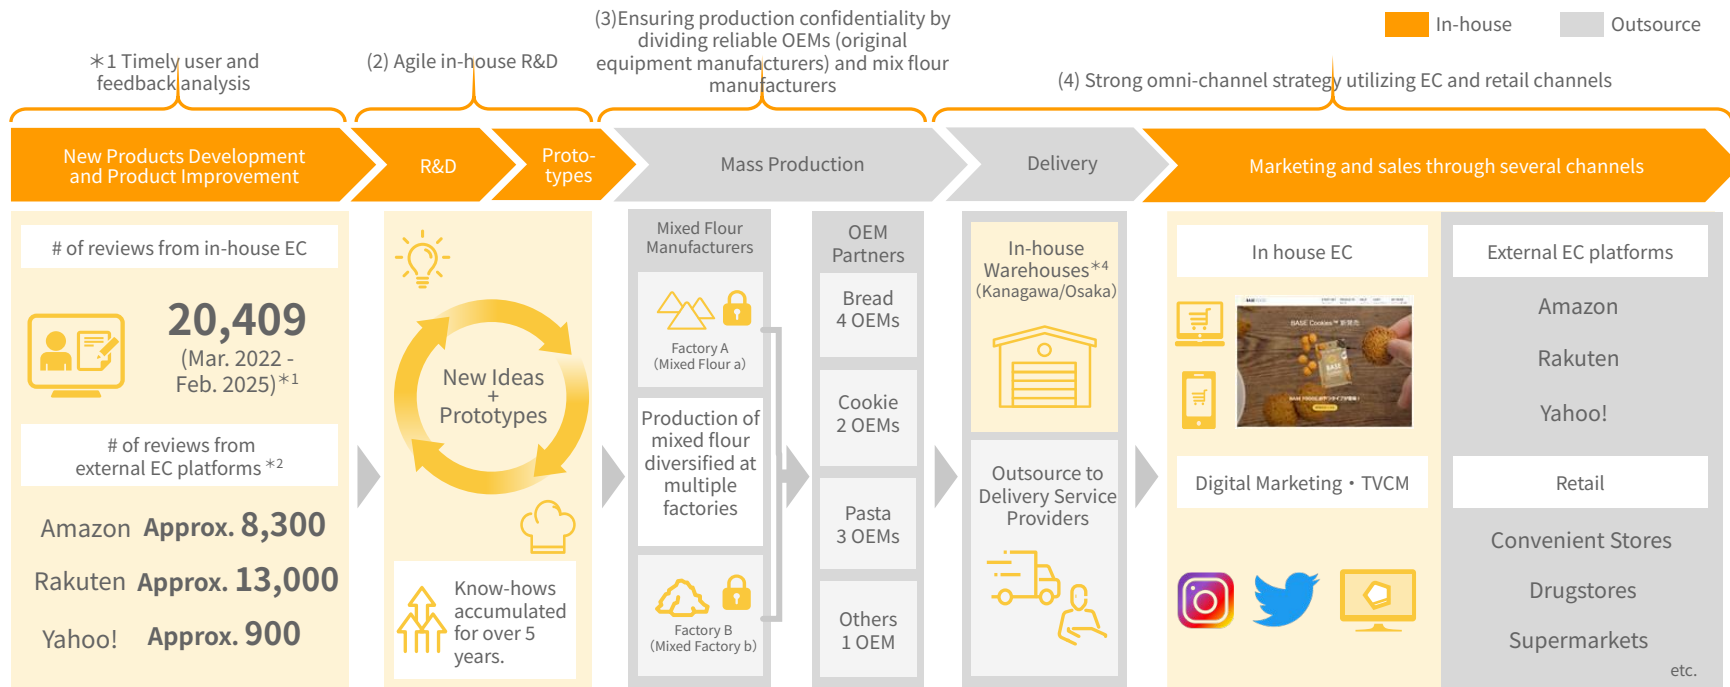 In-house
Outsource
＊1 Timely user and
feedback analysis
(2) Agile in-house R&D
(3)Ensuring production confidentiality by
dividing reliable OEMs (original
equipment manufacturers) and mix flour
manufacturers
(4) Strong omni-channel strategy utilizing EC and retail channels
New Products Development
and Product Improvement
R&D
Proto-
types
Mass Production
Delivery
Marketing and sales through several channels
# of reviews from in-house EC
20,409
(Mar. 2022 -
Feb. 2025)＊1
# of reviews from
external EC platforms ＊2
Amazon Approx. 8,300
Rakuten Approx. 13,000
Yahoo! Approx. 900
New Ideas
+
Prototypes
Know-hows
accumulated
for over 5
years.
Mixed Flour
Manufacturers
Factory A
(Mixed Flour a)
Production of
mixed flour
diversified at
multiple
factories
Factory B
(Mixed Factory b)
OEM
Partners
Bread
4 OEMs
Cookie
2 OEMs
Pasta
3 OEMs
Others
1 OEM
In-house
Warehouses＊4
(Kanagawa/Osaka)
Outsource to
Delivery Service
Providers
In house EC
BASE Cookies™ 新発売
BASE
Digital Marketing・TVCM
External EC platforms
Amazon
Rakuten
Yahoo!
Retail
Convenient Stores
Drugstores
Supermarkets
etc.